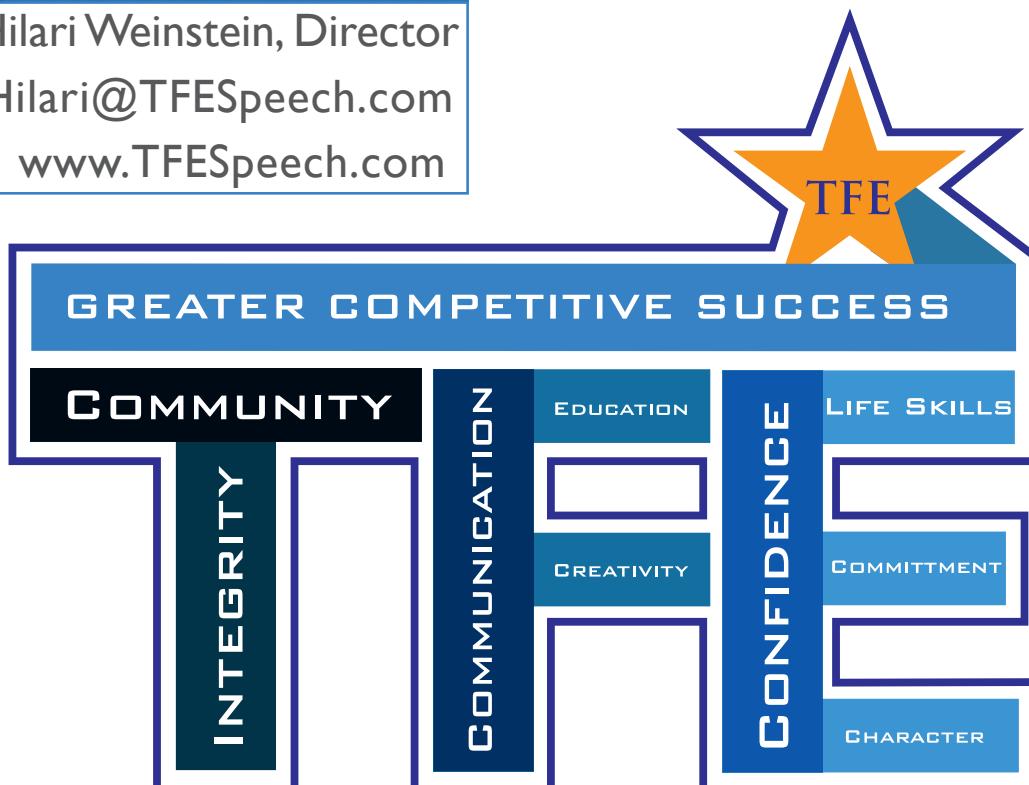 Hilari Weinstein, Director
Hilari@TFESpeech.com
www.TFESpeech.com
TFE
GREATER COMPETITIVE SUCCESS
COMMUNITY
INTEGRITY
COMMUNICATION
EDUCATION
CREATIVITY
CONFIDENCE
LIFE SKILLS
COMMITTMENT
CHARACTER